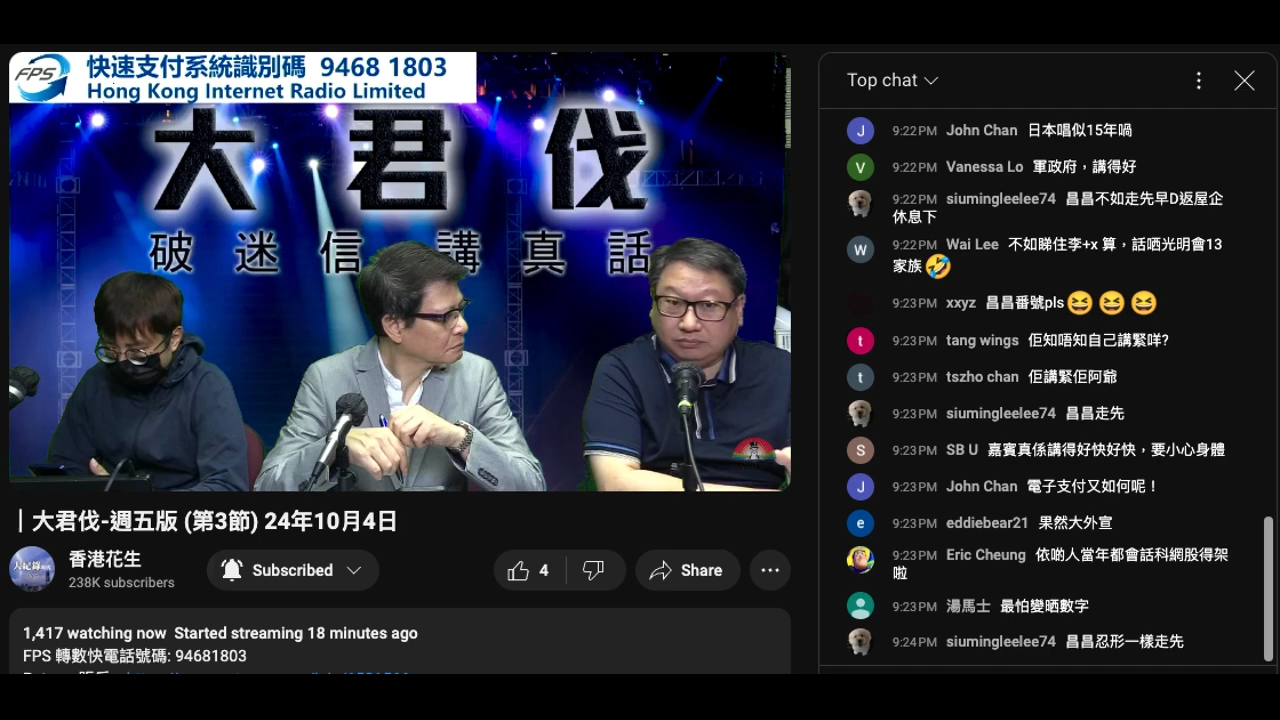 FPS
快速支付系統識別碼 9468 1803
Hong Kong Internet Radio Limited
大君伐
破迷信講真話
｜大君伐-週五版 (第3節) 24年10月4日
香港花生
238K subscribers
Subscribed
4
Share
1,417 watching now Started streaming 18 minutes ago
FPS 轉數快電話號碼: 94681803
Top chat
J 9:22 PM John Chan 日本唱似15年喎
V 9:22 PM Vanessa Lo 軍政府，講得好
9:22 PM siumingleelee74 昌昌不如走先早D返屋企
休息下
W 9:22 PM Wai Lee 不如睇住李+x 算，話哂光明會13
家族🤣
9:23 PM xxyz 昌昌番號pls😆😆😆
t 9:23 PM tang wings 佢知唔知自己講緊咩?
t 9:23 PM tszho chan 佢講緊佢阿爺
9:23 PM siumingleelee74 昌昌走先
S 9:23 PM SB U 嘉賓真係講得好快好快，要小心身體
J 9:23 PM John Chan 電子支付又如何呢！
e 9:23 PM eddiebear21 果然大外宣
9:23 PM Eric Cheung 依啲人當年都會話科網股得架
啦
9:23 PM 湯馬士 最怕變晒數字
9:24 PM siumingleelee74 昌昌忍形一樣走先